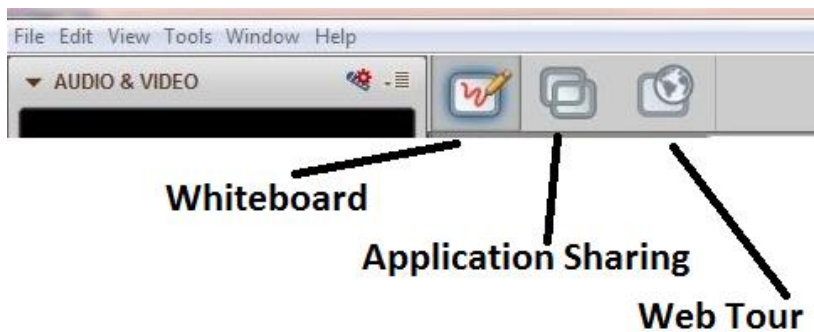 File Edit View Tools Window Help
AUDIO & VIDEO
Whiteboard
Application Sharing
Web Tour